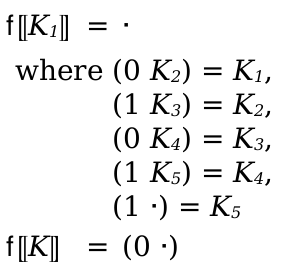 f⟦K₁⟧ = ·
where (0 K₂) = K₁,
(1 K₃) = K₂,
(0 K₄) = K₃,
(1 K₅) = K₄,
(1 ·) = K₅
f⟦K⟧ = (0 ·)